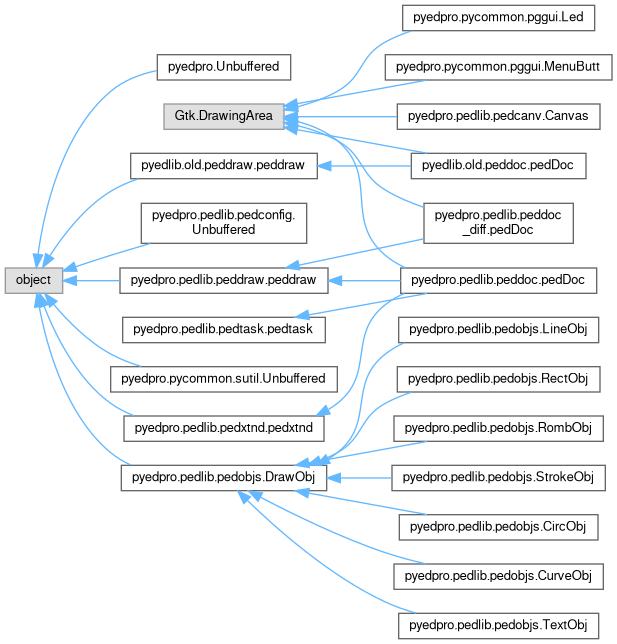 pyedpro.pycommon.pggui.Led
pyedpro.Unbuffered
pyedpro.pycommon.pggui.MenuButt
Gtk.DrawingArea
pyedpro.pedlib.pedcanv.Canvas
pyedlib.old.peddraw.peddraw
pyedlib.old.peddoc.pedDoc
pyedpro.pedlib.pedconfig.
Unbuffered
pyedpro.pedlib.peddoc
_diff.pedDoc
object
pyedpro.pedlib.peddraw.peddraw
pyedpro.pedlib.peddoc.pedDoc
pyedpro.pedlib.pedtask.pedtask
pyedpro.pedlib.pedobjs.LineObj
pyedpro.pycommon.sutil.Unbuffered
pyedpro.pedlib.pedobjs.RectObj
pyedpro.pedlib.pedxtnd.pedxtnd
pyedpro.pedlib.pedobjs.RombObj
pyedpro.pedlib.pedobjs.DrawObj
pyedpro.pedlib.pedobjs.StrokeObj
pyedpro.pedlib.pedobjs.CircObj
pyedpro.pedlib.pedobjs.CurveObj
pyedpro.pedlib.pedobjs.TextObj